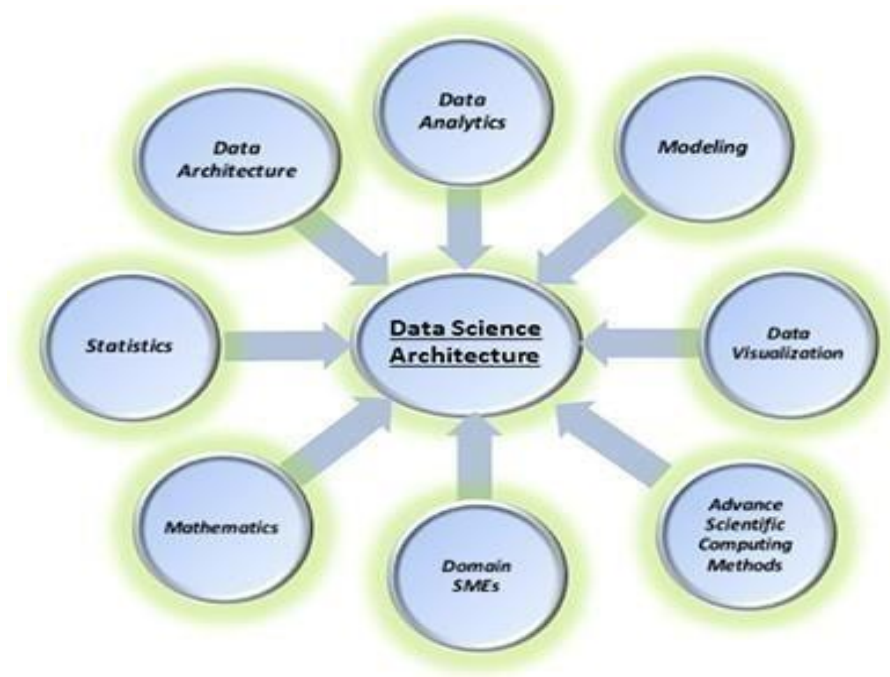 Data
Analytics
Data
Architecture
Modeling
Statistics
Data Science
Architecture
Data
Visualization
Mathematics
Domain
SMEs
Advance
Scientific
Computing
Methods